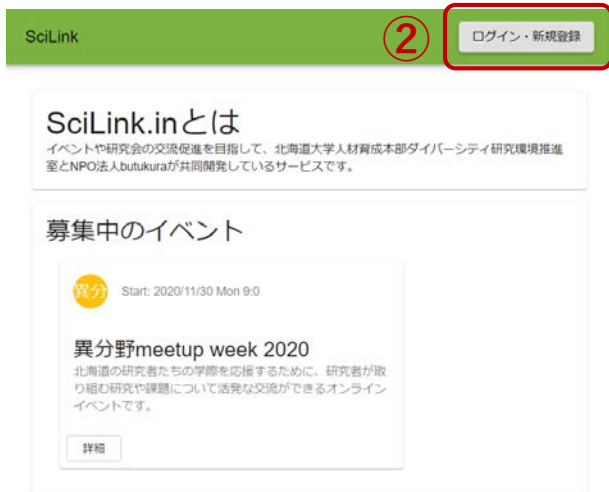 SciLink
②
ログイン・新規登録
SciLink.inとは
イベントや研究会の交流促進を目指して、北海道大学人材育成本部ダイバーシティ研究環境推進
室とNPO法人butukuraが共同開発しているサービスです。
募集中のイベント
異分
Start: 2020/11/30 Mon 9:0
異分野meetup week 2020
北海道の研究者たちの学際を応援するために、研究者が取
り組む研究や課題について活発な交流ができるオンライン
イベントです。
詳細